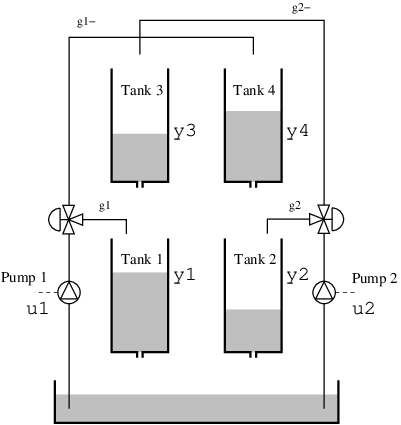 g1−
g2−
Tank 3
Tank 4
y3
y4
g1
g2
Tank 1
Tank 2
y1
y2
Pump 1
Pump 2
u1
u2